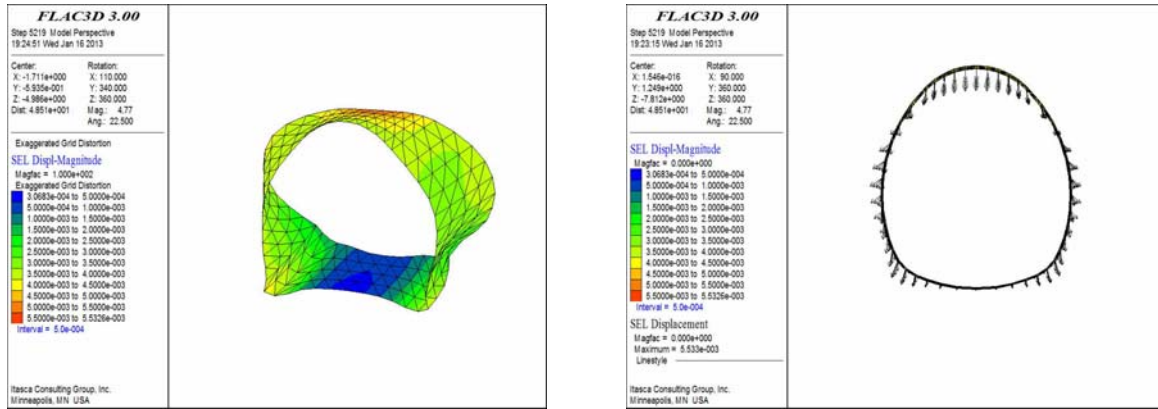 FLAC3D 3.00
Step 5219 Model Perspective
19:24:51 Wed Jan 16 2013
Center: Rotation:
X: -1.711e+000 X: 110.000
Y: -5.935e-001 Y: 340.000
Z: -4.986e+000 Z: 360.000
Dist: 4.851e+001 Mag.: 4.77
Ang.: 22.500
Exaggerated Grid Distortion
SEL Displ-Magnitude
Magfac = 1.000e+002
Exaggerated Grid Distortion
3.0683e-004 to 5.0000e-004
5.0000e-004 to 1.0000e-003
1.0000e-003 to 1.5000e-003
1.5000e-003 to 2.0000e-003
2.0000e-003 to 2.5000e-003
2.5000e-003 to 3.0000e-003
3.0000e-003 to 3.5000e-003
3.5000e-003 to 4.0000e-003
4.0000e-003 to 4.5000e-003
4.5000e-003 to 5.0000e-003
5.0000e-003 to 5.5000e-003
5.5000e-003 to 5.5326e-003
Interval = 5.0e-004
Itasca Consulting Group, Inc.
Minneapolis, MN USA
FLAC3D 3.00
Step 5219 Model Perspective
19:23:15 Wed Jan 16 2013
Center: Rotation:
X: 1.546e-016 X: 90.000
Y: 1.249e+000 Y: 360.000
Z: -7.812e+000 Z: 360.000
Dist: 4.851e+001 Mag.: 4.77
Ang.: 22.500
SEL Displ-Magnitude
Magfac = 0.000e+000
3.0683e-004 to 5.0000e-004
5.0000e-004 to 1.0000e-003
1.0000e-003 to 1.5000e-003
1.5000e-003 to 2.0000e-003
2.0000e-003 to 2.5000e-003
2.5000e-003 to 3.0000e-003
3.0000e-003 to 3.5000e-003
3.5000e-003 to 4.0000e-003
4.0000e-003 to 4.5000e-003
4.5000e-003 to 5.0000e-003
5.0000e-003 to 5.5000e-003
5.5000e-003 to 5.5326e-003
Interval = 5.0e-004
SEL Displacement
Magfac = 0.000e+000
Maximum = 5.533e-003
Linestyle
Itasca Consulting Group, Inc.
Minneapolis, MN USA